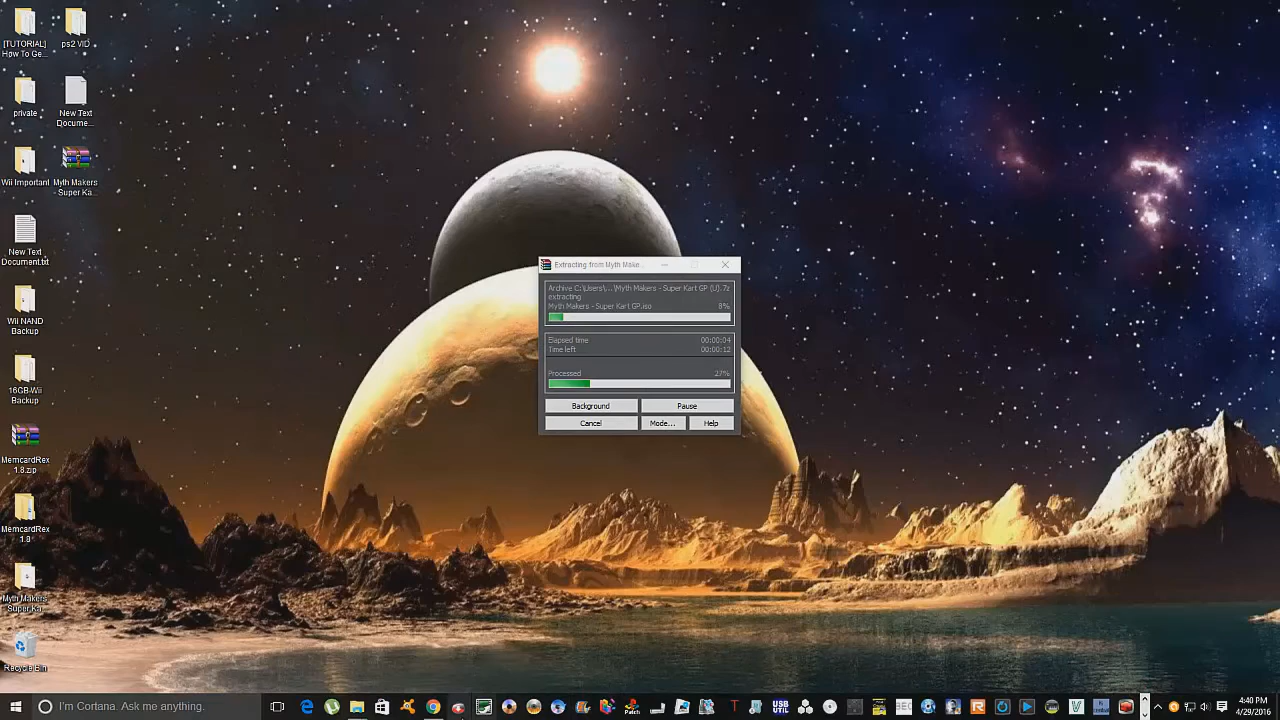 [TUTORIAL]
How To Ge...
ps2 VID
private
New Text
Docume...
Wii Important
Myth Makers
Super Ka...
New Text
Document.txt
Wii NAND
Backup
16GB-Wii
Backup
MemcardRex
1.8.zip
MemcardRex
1.8
Myth Makers
Super Ka...
Recycle Bin
Extracting from Myth Make...
Archive C:\Users\...\Myth Makers - Super Kart GP (U).7z
extracting
Myth Makers - Super Kart GP.iso 8%
Elapsed time 00:00:04
Time left 00:00:12
Processed 27%
Background Pause
Cancel Mode... Help
I'm Cortana. Ask me anything.
Patch
USB
UTIL
4:40 PM
4/29/2016